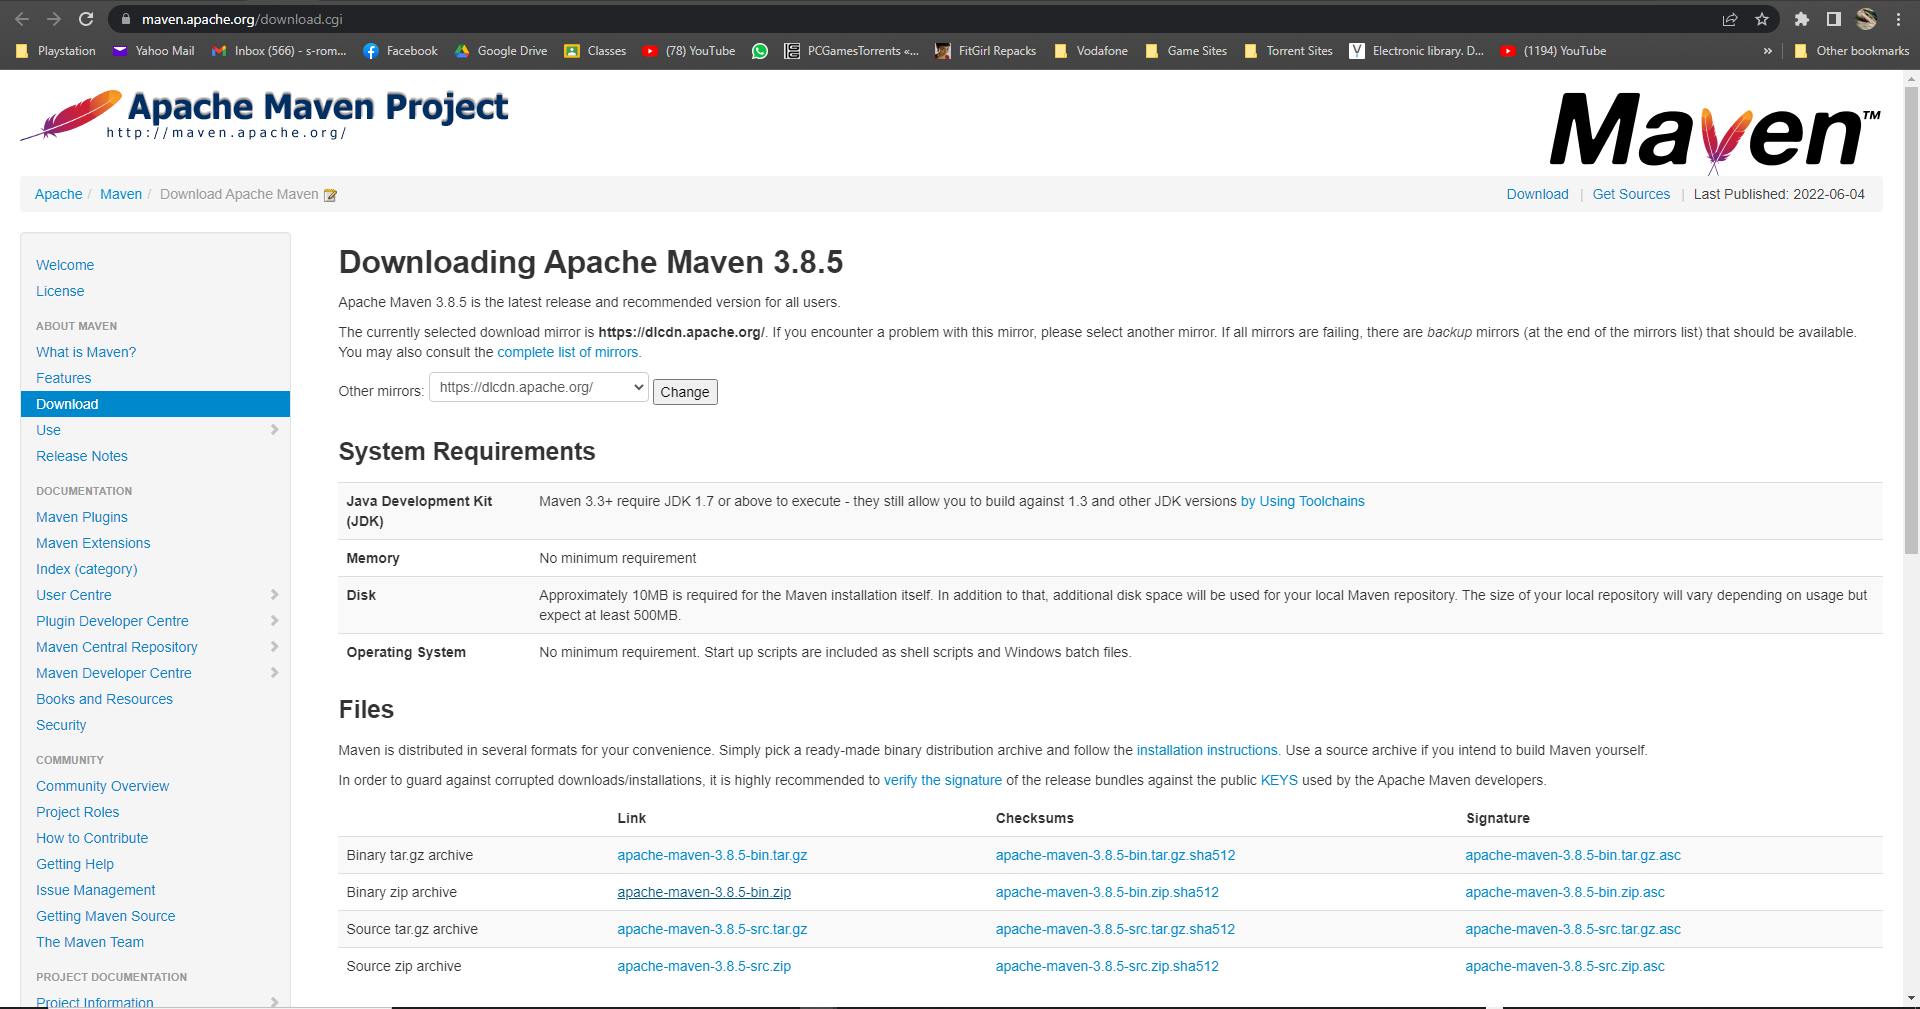 maven.apache.org/download.cgi
Playstation Yahoo Mail Inbox (566) - s-rom... Facebook Google Drive Classes (78) YouTube PCGamesTorrents «... FitGirl Repacks Vodafone Game Sites Torrent Sites Electronic library. D... (1194) YouTube » Other bookmarks
Apache Maven Project
http://maven.apache.org/
Maven™
Apache / Maven / Download Apache Maven
Download | Get Sources | Last Published: 2022-06-04
Welcome
License
ABOUT MAVEN
What is Maven?
Features
Download
Use
Release Notes
DOCUMENTATION
Maven Plugins
Maven Extensions
Index (category)
User Centre
Plugin Developer Centre
Maven Central Repository
Maven Developer Centre
Books and Resources
Security
COMMUNITY
Community Overview
Project Roles
How to Contribute
Getting Help
Issue Management
Getting Maven Source
The Maven Team
PROJECT DOCUMENTATION
Project Information
Downloading Apache Maven 3.8.5
Apache Maven 3.8.5 is the latest release and recommended version for all users.
The currently selected download mirror is https://dlcdn.apache.org/. If you encounter a problem with this mirror, please select another mirror. If all mirrors are failing, there are backup mirrors (at the end of the mirrors list) that should be available.
You may also consult the complete list of mirrors.
Other mirrors: https://dlcdn.apache.org/ Change
System Requirements
Java Development Kit Maven 3.3+ require JDK 1.7 or above to execute - they still allow you to build against 1.3 and other JDK versions by Using Toolchains
(JDK)
Memory No minimum requirement
Disk Approximately 10MB is required for the Maven installation itself. In addition to that, additional disk space will be used for your local Maven repository. The size of your local repository will vary depending on usage but
expect at least 500MB.
Operating System No minimum requirement. Start up scripts are included as shell scripts and Windows batch files.
Files
Maven is distributed in several formats for your convenience. Simply pick a ready-made binary distribution archive and follow the installation instructions. Use a source archive if you intend to build Maven yourself.
In order to guard against corrupted downloads/installations, it is highly recommended to verify the signature of the release bundles against the public KEYS used by the Apache Maven developers.
Link Checksums Signature
Binary tar.gz archive apache-maven-3.8.5-bin.tar.gz apache-maven-3.8.5-bin.tar.gz.sha512 apache-maven-3.8.5-bin.tar.gz.asc
Binary zip archive apache-maven-3.8.5-bin.zip apache-maven-3.8.5-bin.zip.sha512 apache-maven-3.8.5-bin.zip.asc
Source tar.gz archive apache-maven-3.8.5-src.tar.gz apache-maven-3.8.5-src.tar.gz.sha512 apache-maven-3.8.5-src.tar.gz.asc
Source zip archive apache-maven-3.8.5-src.zip apache-maven-3.8.5-src.zip.sha512 apache-maven-3.8.5-src.zip.asc